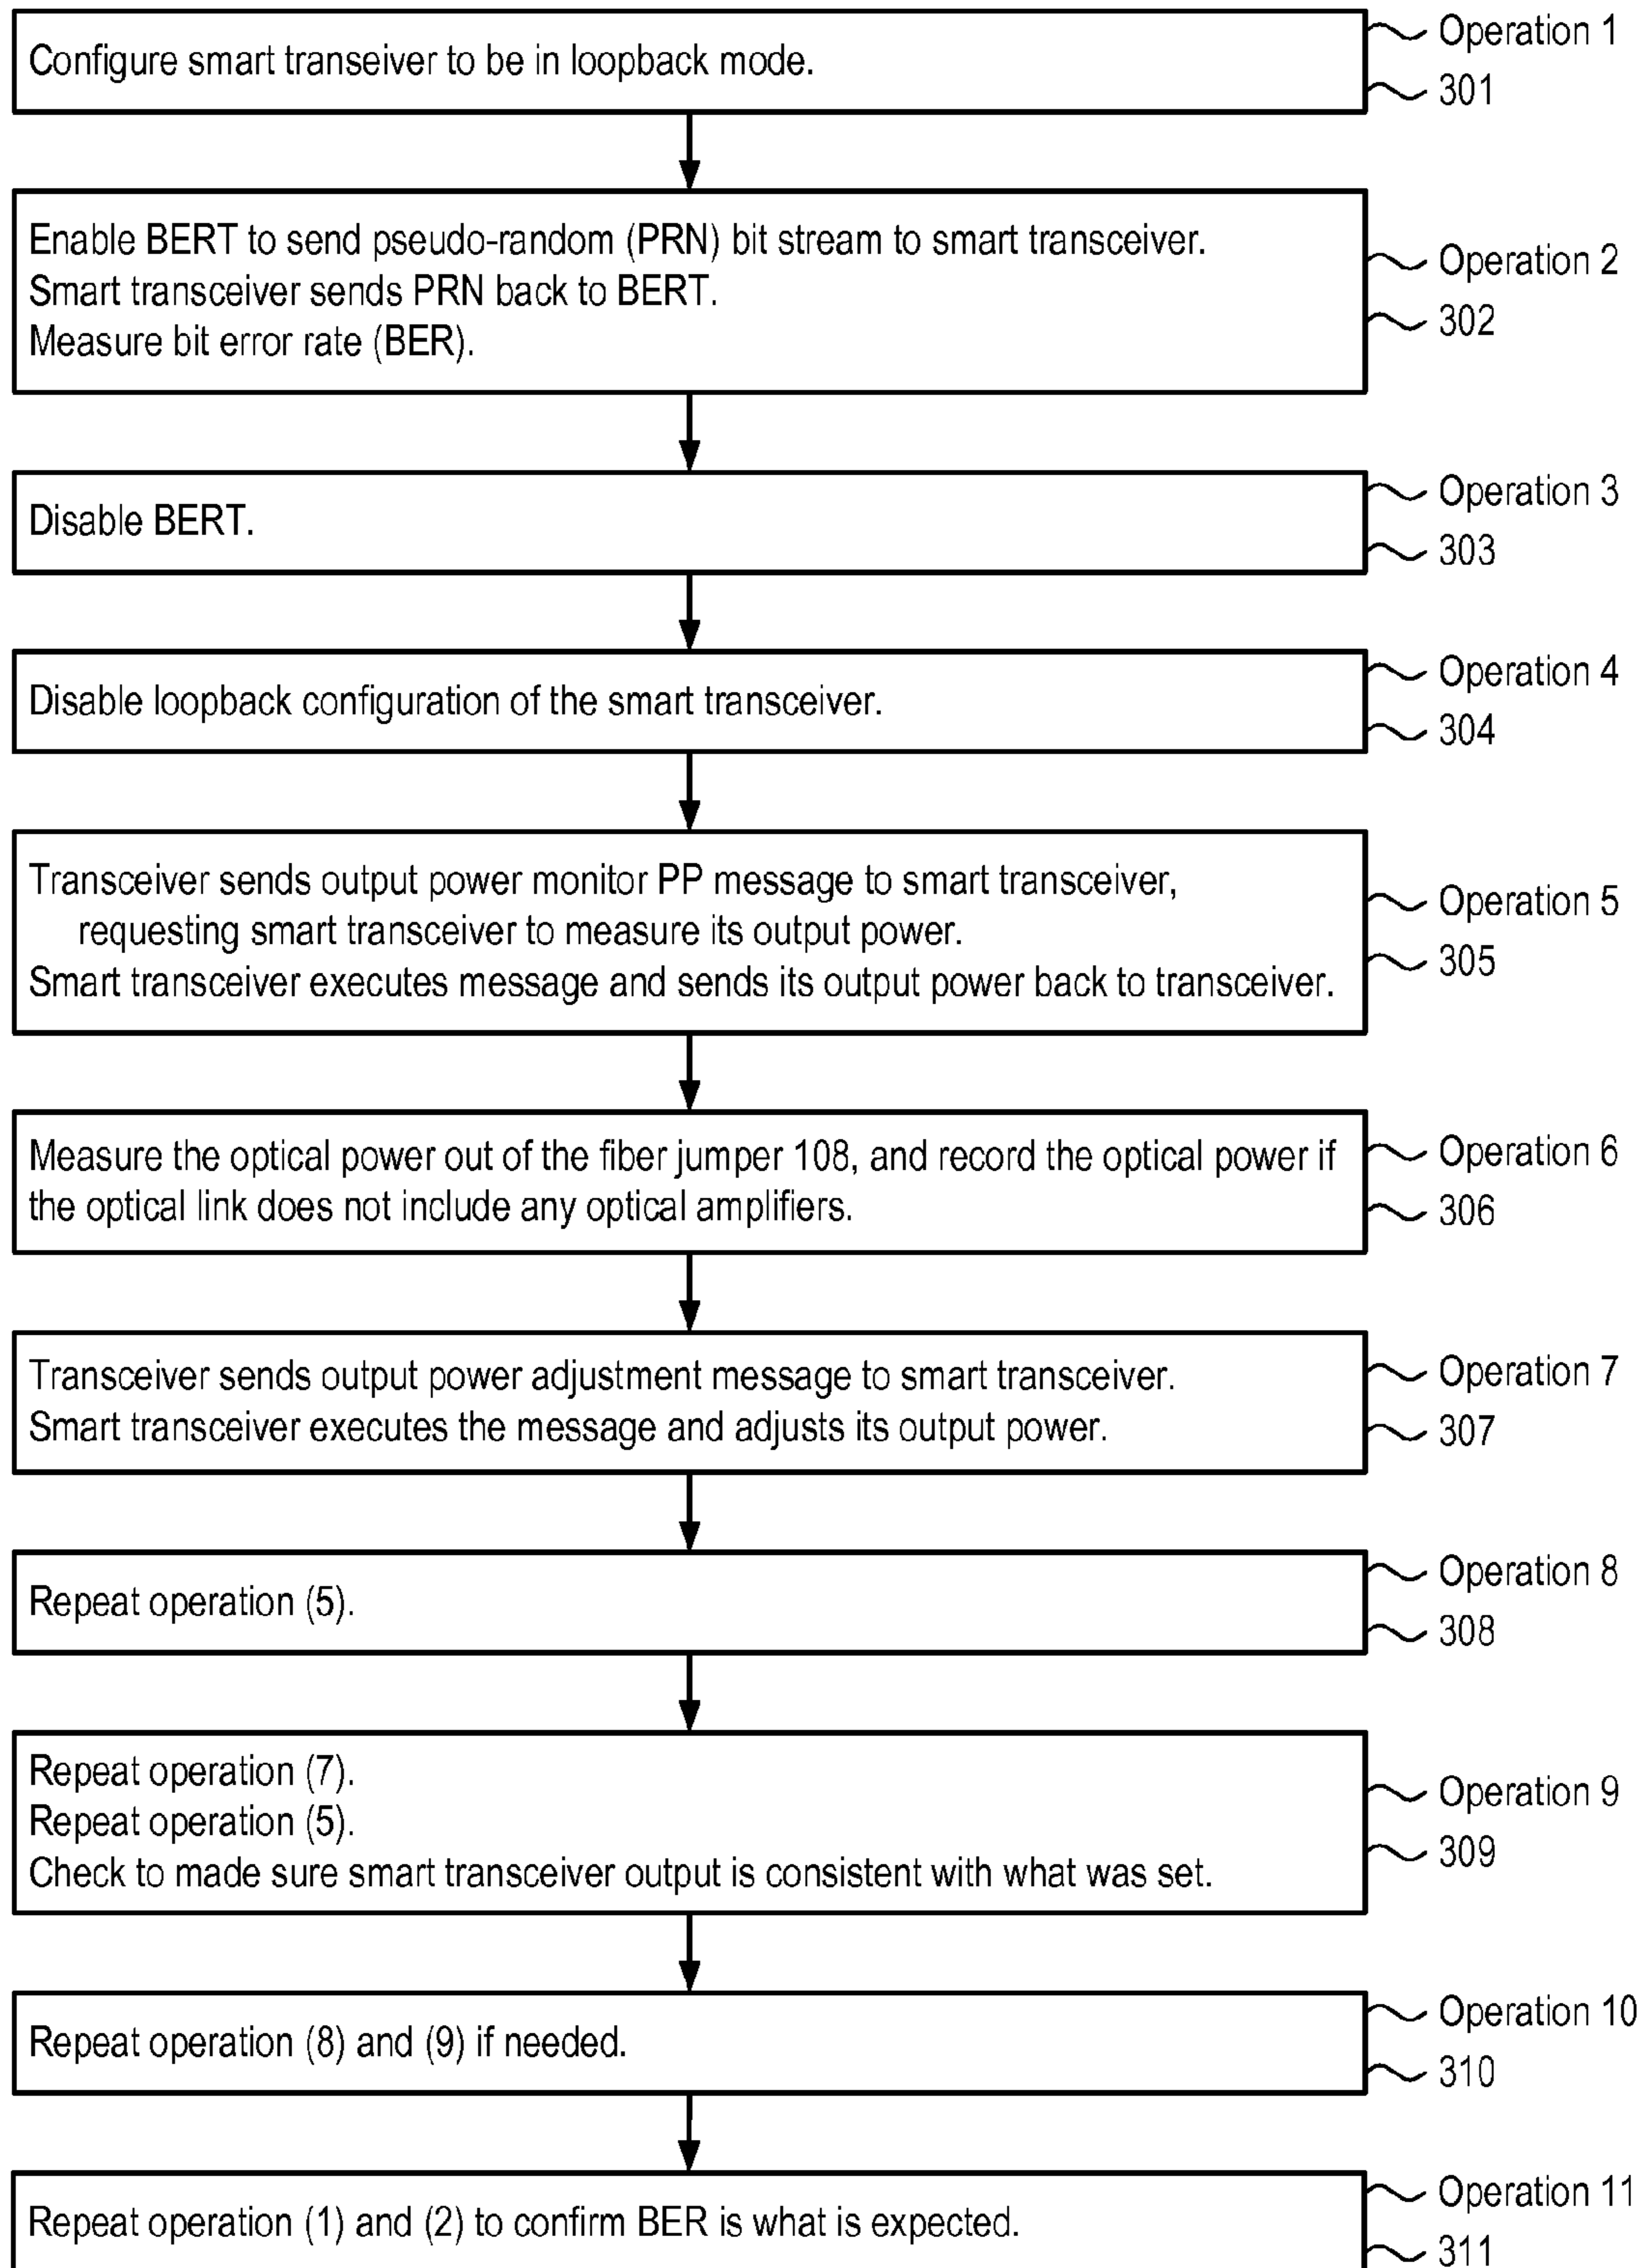 Configure smart transeiver to be in loopback mode.
Operation 1
301
Enable BERT to send pseudo-random (PRN) bit stream to smart transceiver.
Smart transceiver sends PRN back to BERT.
Measure bit error rate (BER).
Operation 2
302
Disable BERT.
Operation 3
303
Disable loopback configuration of the smart transceiver.
Operation 4
304
Transceiver sends output power monitor PP message to smart transceiver,
requesting smart transceiver to measure its output power.
Smart transceiver executes message and sends its output power back to transceiver.
Operation 5
305
Measure the optical power out of the fiber jumper 108, and record the optical power if
the optical link does not include any optical amplifiers.
Operation 6
306
Transceiver sends output power adjustment message to smart transceiver.
Smart transceiver executes the message and adjusts its output power.
Operation 7
307
Repeat operation (5).
Operation 8
308
Repeat operation (7).
Repeat operation (5).
Check to made sure smart transceiver output is consistent with what was set.
Operation 9
309
Repeat operation (8) and (9) if needed.
Operation 10
310
Repeat operation (1) and (2) to confirm BER is what is expected.
Operation 11
311